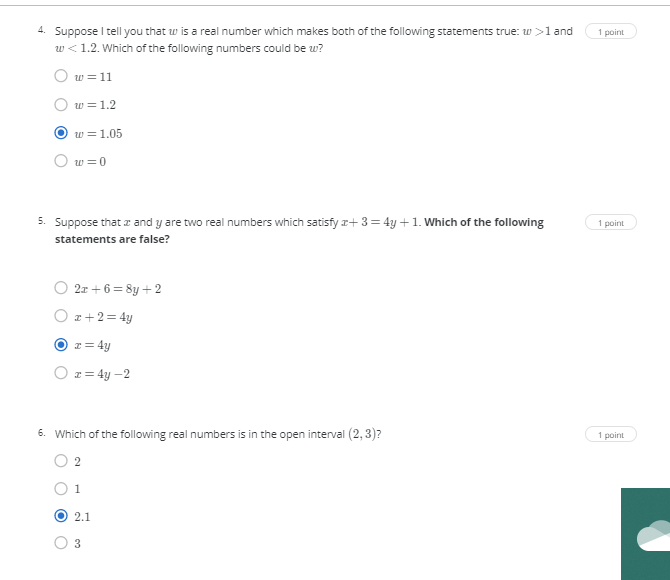 4. Suppose I tell you that w is a real number which makes both of the following statements true: w >1 and
w < 1.2. Which of the following numbers could be w?
1 point
w = 11
w = 1.2
w = 1.05
w = 0
5. Suppose that x and y are two real numbers which satisfy x+ 3 = 4y + 1. Which of the following
statements are false?
1 point
2x + 6 = 8y + 2
x + 2 = 4y
x = 4y
x = 4y −2
6. Which of the following real numbers is in the open interval (2, 3)?
1 point
2
1
2.1
3